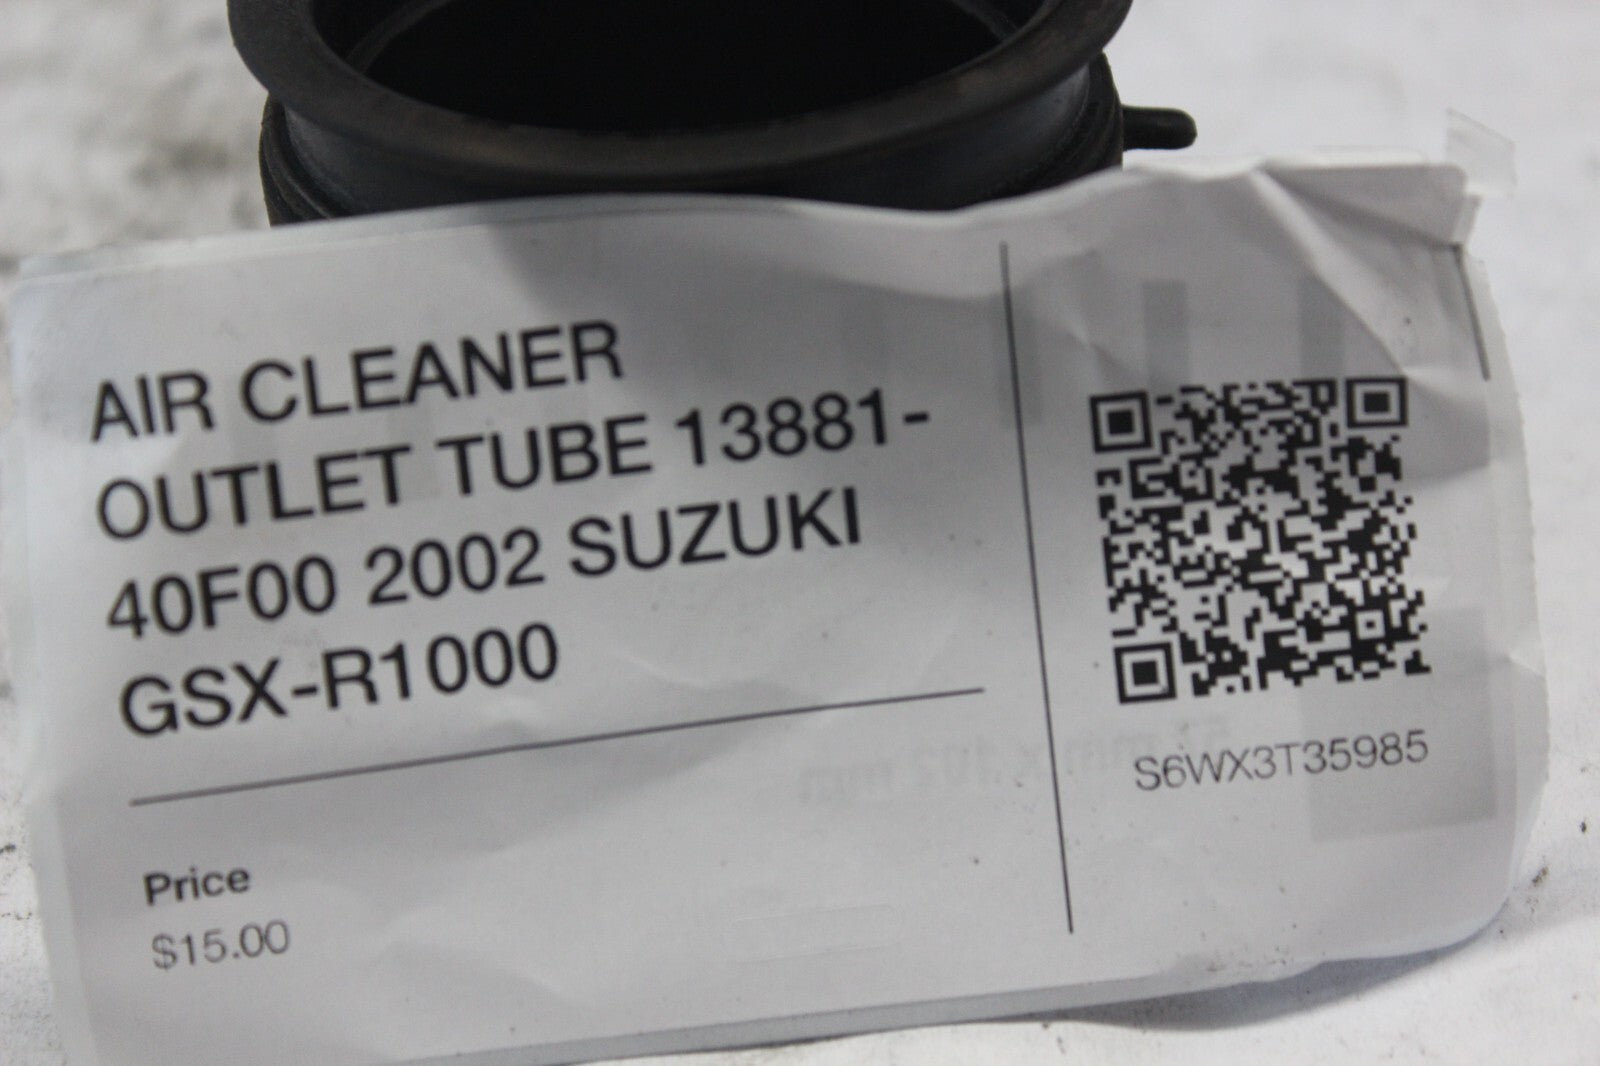 AIR CLEANER
OUTLET TUBE 13881-
40F00 2002 SUZUKI
GSX-R1000
Price
$15.00
S6WX3T35985